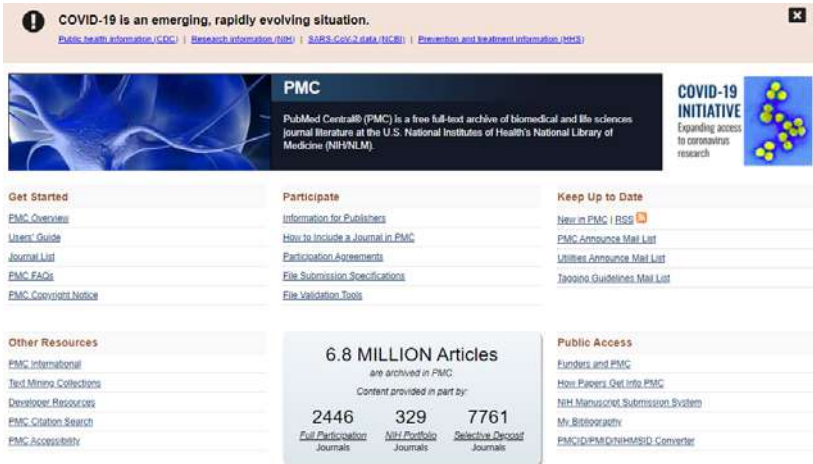 COVID-19 is an emerging, rapidly evolving situation.
Public health information (CDC) | Research information (NIH) | SARS-CoV-2 data (NCBI) | Prevention and treatment information (HHS)
PMC
PubMed Central® (PMC) is a free full-text archive of biomedical and life sciences
journal literature at the U.S. National Institutes of Health's National Library of
Medicine (NIH/NLM).
COVID-19
INITIATIVE
Expanding access
to coronavirus
research
Get Started
PMC Overview
Users' Guide
Journal List
PMC FAQs
PMC Copyright Notice
Participate
Information for Publishers
How to Include a Journal in PMC
Participation Agreements
File Submission Specifications
File Validation Tools
Keep Up to Date
New in PMC | RSS
PMC Announce Mail List
Utilities Announce Mail List
Tagging Guidelines Mail List
Other Resources
PMC International
Text Mining Collections
Developer Resources
PMC Citation Search
PMC Accessibility
6.8 MILLION Articles
are archived in PMC.
Content provided in part by:
2446
Full Participation
Journals
329
NIH Portfolio
Journals
7761
Selective Deposit
Journals
Public Access
Funders and PMC
How Papers Get Into PMC
NIH Manuscript Submission System
My Bibliography
PMCID/PMID/NIHMSID Converter